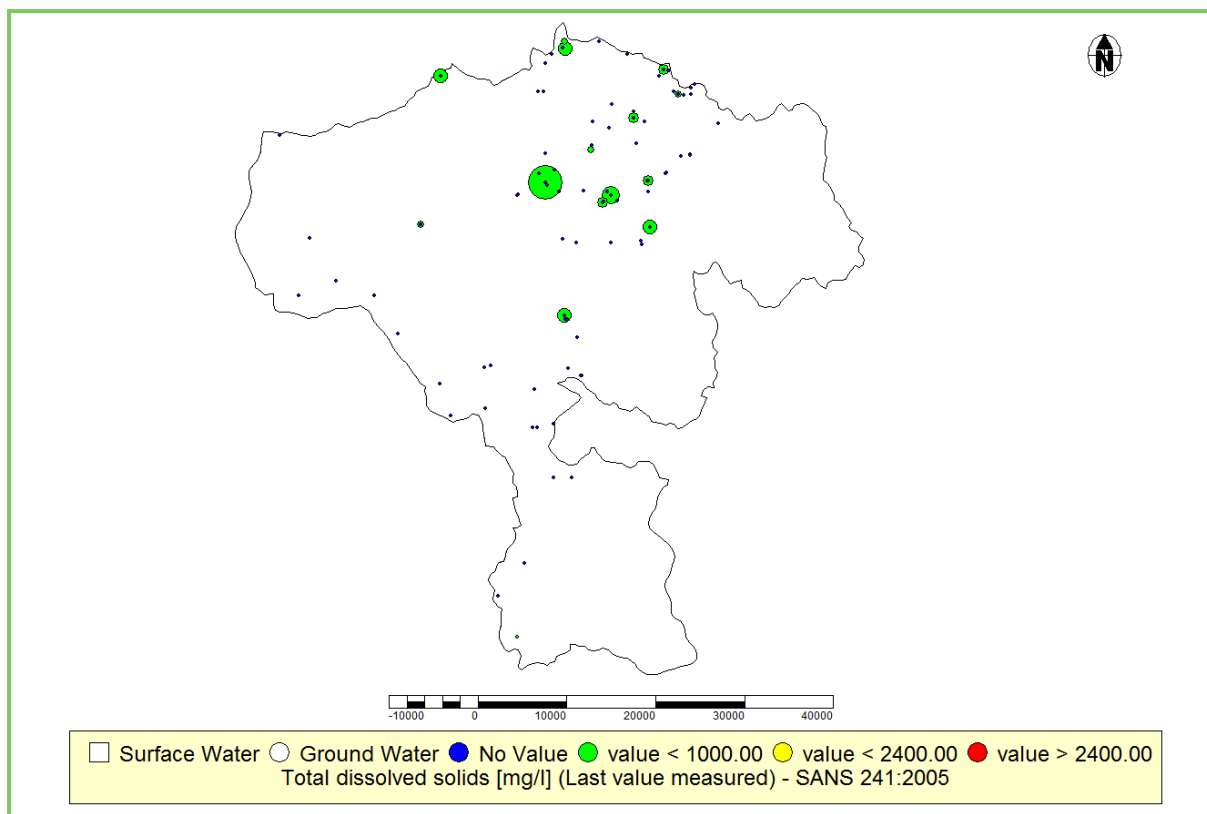 N
-10000 0 10000 20000 30000 40000
Surface Water Ground Water No Value value < 1000.00 value < 2400.00 value > 2400.00
Total dissolved solids [mg/l] (Last value measured) - SANS 241:2005